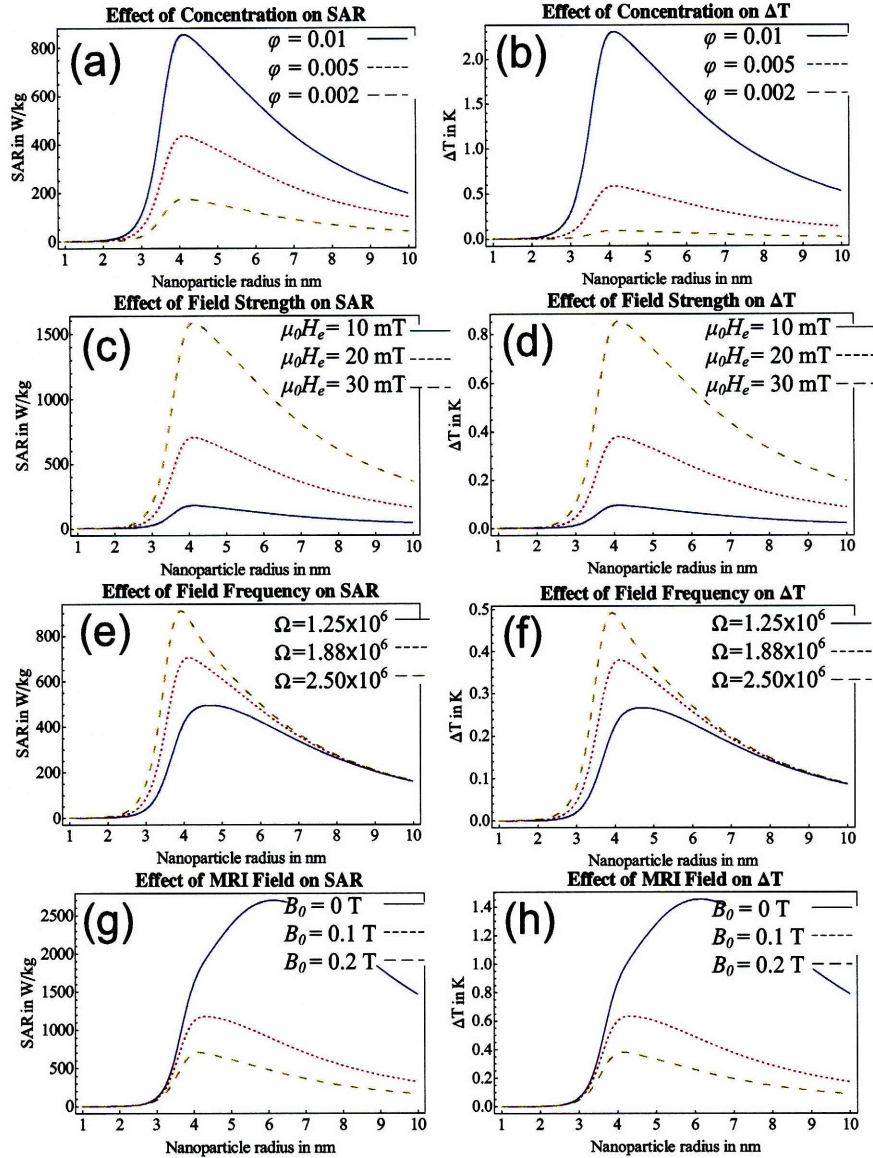 Effect of Concentration on SAR
(a)
φ = 0.01
φ = 0.005
φ = 0.002
SAR in W/kg
800
600
400
200
0
1 2 3 4 5 6 7 8 9 10
Nanoparticle radius in nm
Effect of Concentration on ΔT
(b)
φ = 0.01
φ = 0.005
φ = 0.002
ΔT in K
2.0
1.5
1.0
0.5
0.0
1 2 3 4 5 6 7 8 9 10
Nanoparticle radius in nm
Effect of Field Strength on SAR
(c)
μ₀Hₑ= 10 mT
μ₀Hₑ= 20 mT
μ₀Hₑ= 30 mT
SAR in W/kg
1500
1000
500
0
1 2 3 4 5 6 7 8 9 10
Nanoparticle radius in nm
Effect of Field Strength on ΔT
(d)
μ₀Hₑ= 10 mT
μ₀Hₑ= 20 mT
μ₀Hₑ= 30 mT
ΔT in K
0.8
0.6
0.4
0.2
0.0
1 2 3 4 5 6 7 8 9 10
Nanoparticle radius in nm
Effect of Field Frequency on SAR
(e)
Ω=1.25x10⁶
Ω=1.88x10⁶
Ω=2.50x10⁶
SAR in W/kg
800
600
400
200
0
1 2 3 4 5 6 7 8 9 10
Nanoparticle radius in nm
Effect of Field Frequency on ΔT
(f)
Ω=1.25x10⁶
Ω=1.88x10⁶
Ω=2.50x10⁶
ΔT in K
0.5
0.4
0.3
0.2
0.1
0.0
1 2 3 4 5 6 7 8 9 10
Nanoparticle radius in nm
Effect of MRI Field on SAR
(g)
B₀ = 0 T
B₀ = 0.1 T
B₀ = 0.2 T
SAR in W/kg
2500
2000
1500
1000
500
0
1 2 3 4 5 6 7 8 9 10
Nanoparticle radius in nm
Effect of MRI Field on ΔT
(h)
B₀ = 0 T
B₀ = 0.1 T
B₀ = 0.2 T
ΔT in K
1.4
1.2
1.0
0.8
0.6
0.4
0.2
0.0
1 2 3 4 5 6 7 8 9 10
Nanoparticle radius in nm